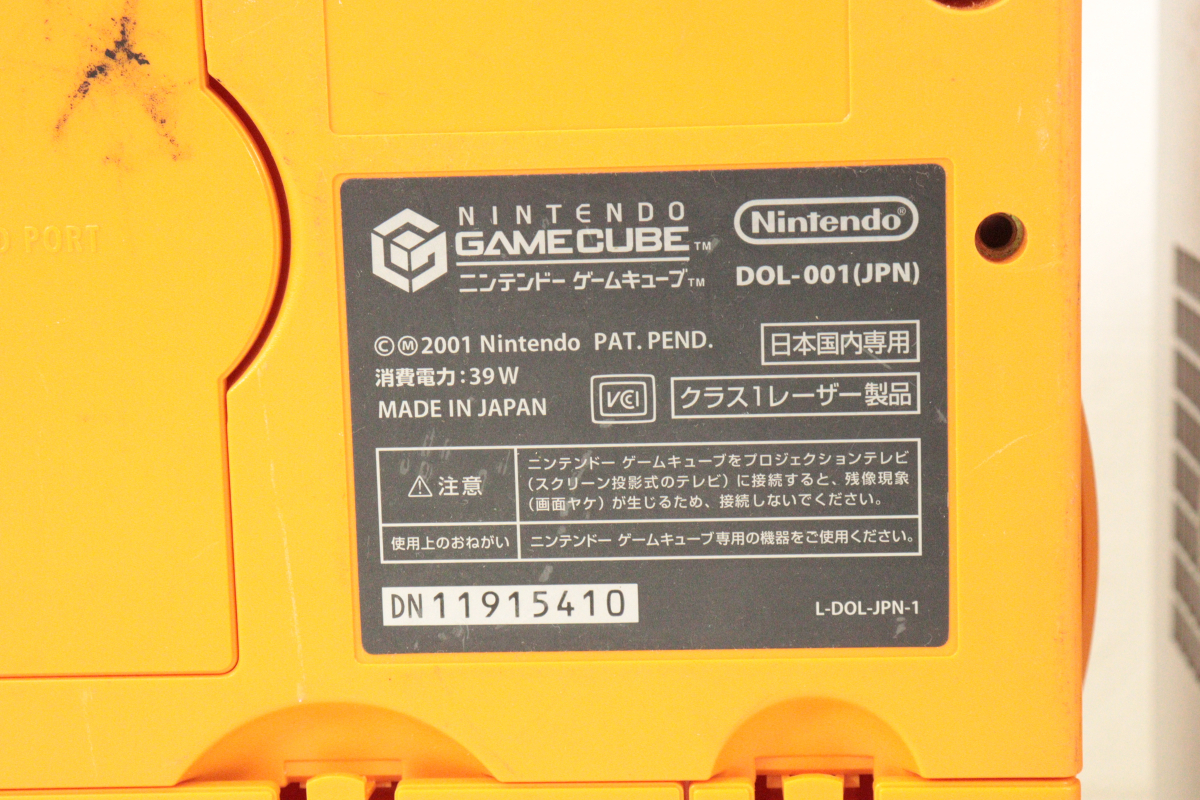 D PORT
NINTENDO
GAMECUBE™
ニンテンドー ゲームキューブ™
Nintendo®
DOL-001(JPN)
©Ⓜ2001 Nintendo PAT. PEND.
日本国内専用
消費電力:39W
MADE IN JAPAN
VCI
クラス1レーザー製品
⚠注意
ニンテンドー ゲームキューブをプロジェクションテレビ
(スクリーン投影式のテレビ)に接続すると、残像現象
(画面ヤケ)が生じるため、接続しないでください。
使用上のおねがい
ニンテンドー ゲームキューブ専用の機器をご使用ください。
DN11915410
L-DOL-JPN-1